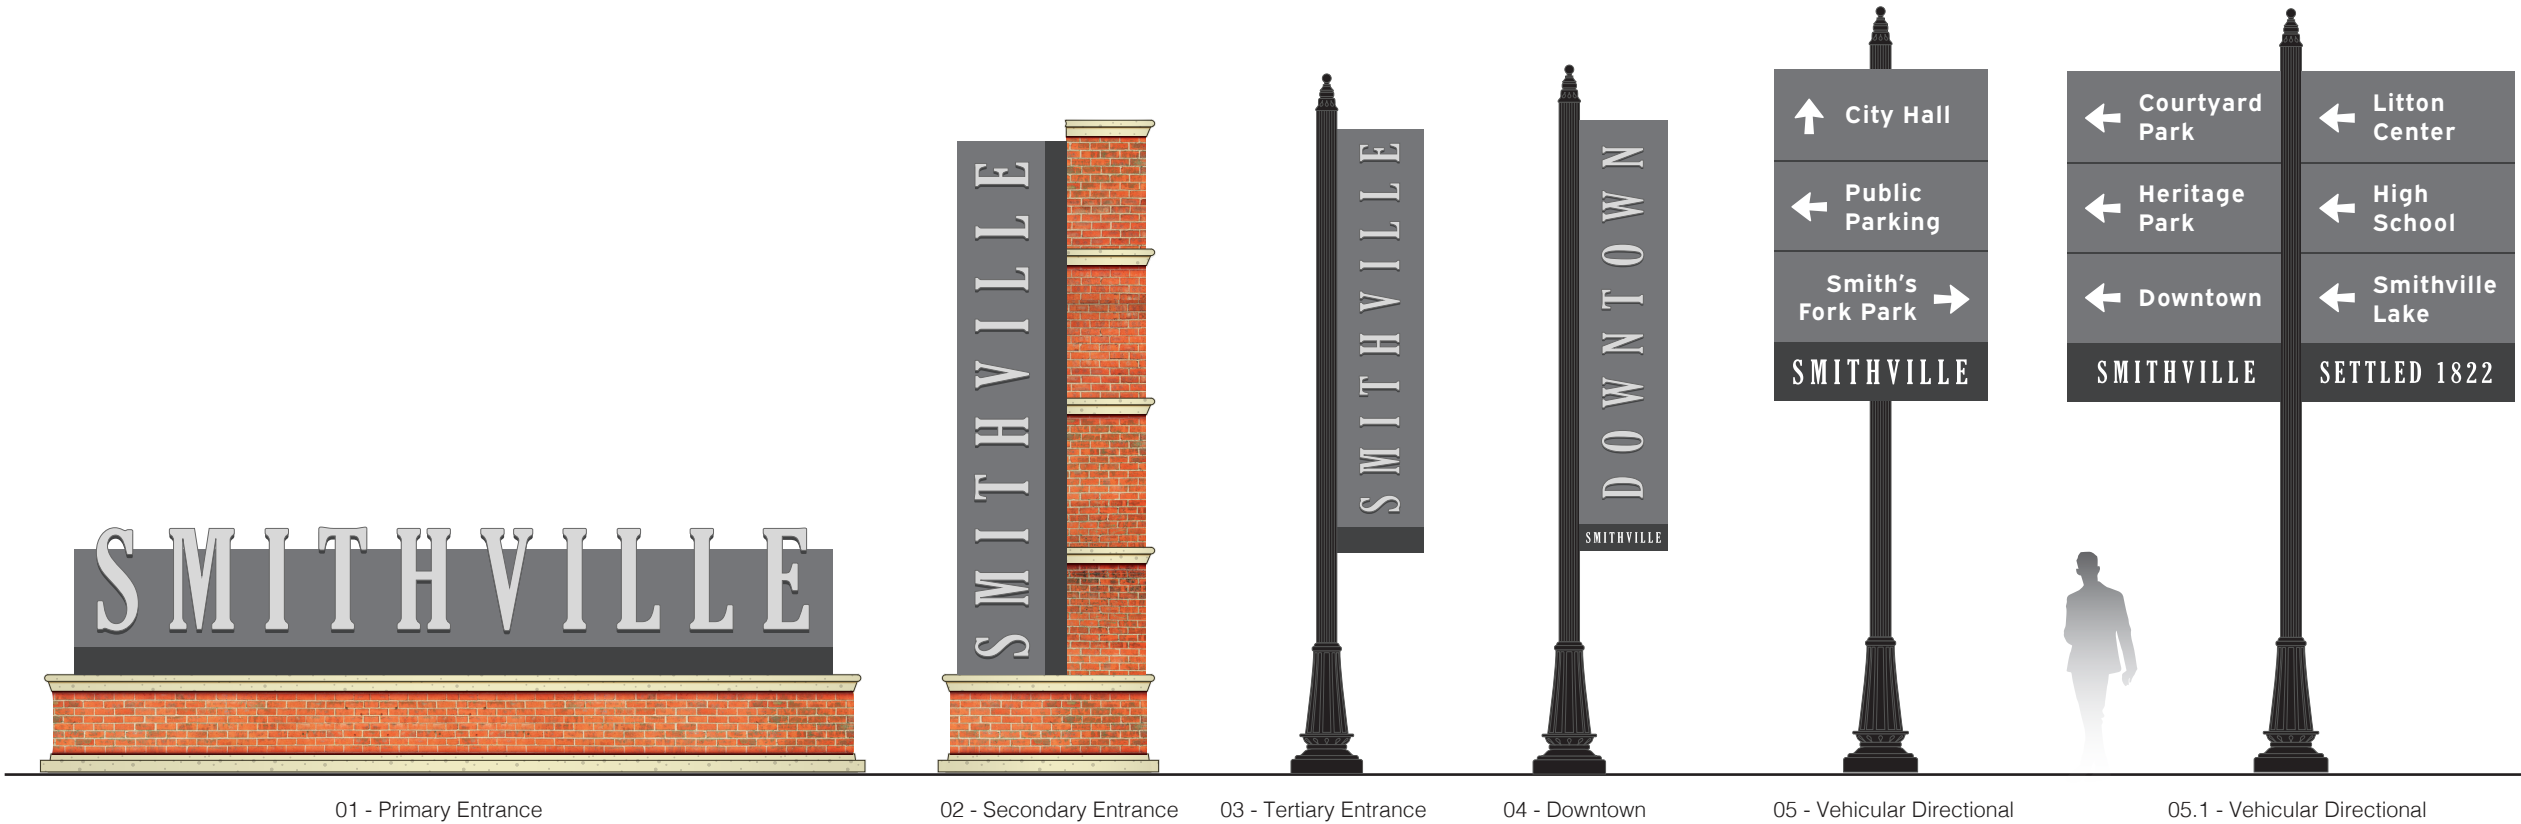 SMITHVILLE
SMITHVILLE
SMITHVILLE
DOWNTOWN
SMITHVILLE
City Hall
Public
Parking
Smith's
Fork Park
SMITHVILLE
Courtyard
Park
Heritage
Park
Downtown
SMITHVILLE
Litton
Center
High
School
Smithville
Lake
SETTLED 1822
01 - Primary Entrance
02 - Secondary Entrance
03 - Tertiary Entrance
04 - Downtown
05 - Vehicular Directional
05.1 - Vehicular Directional